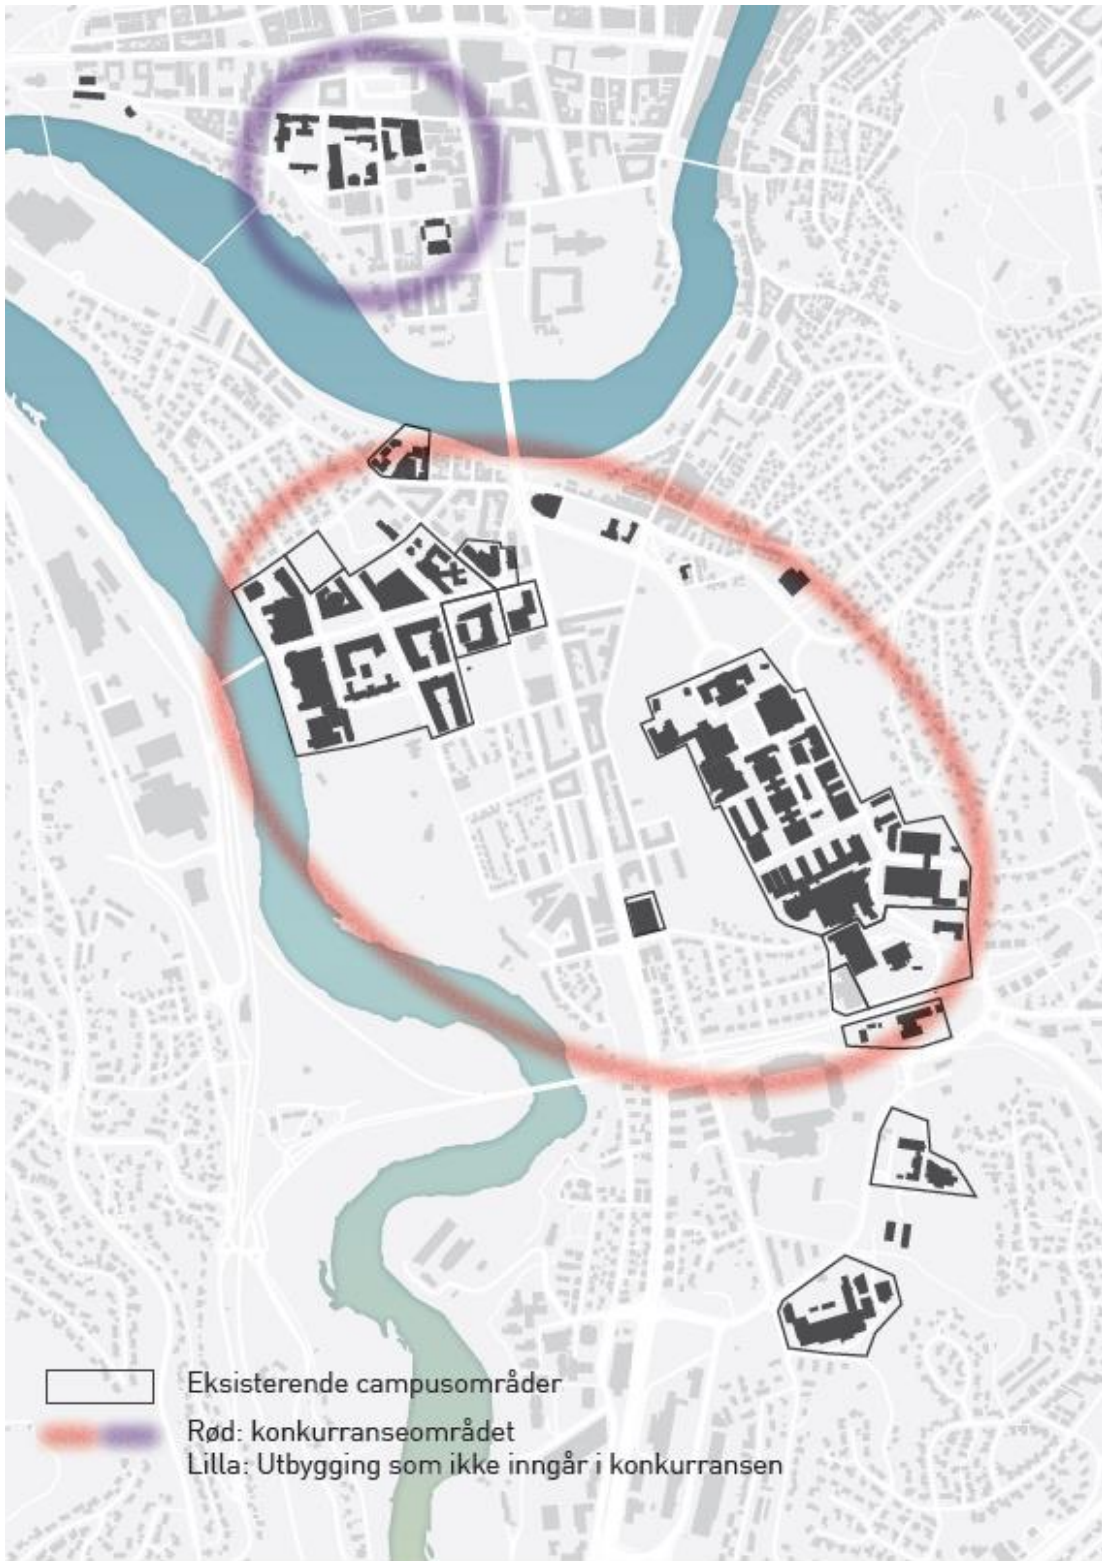 Eksisterende campusområder
Rød: konkurranseområdet
Lilla: Utbygging som ikke inngår i konkurransen